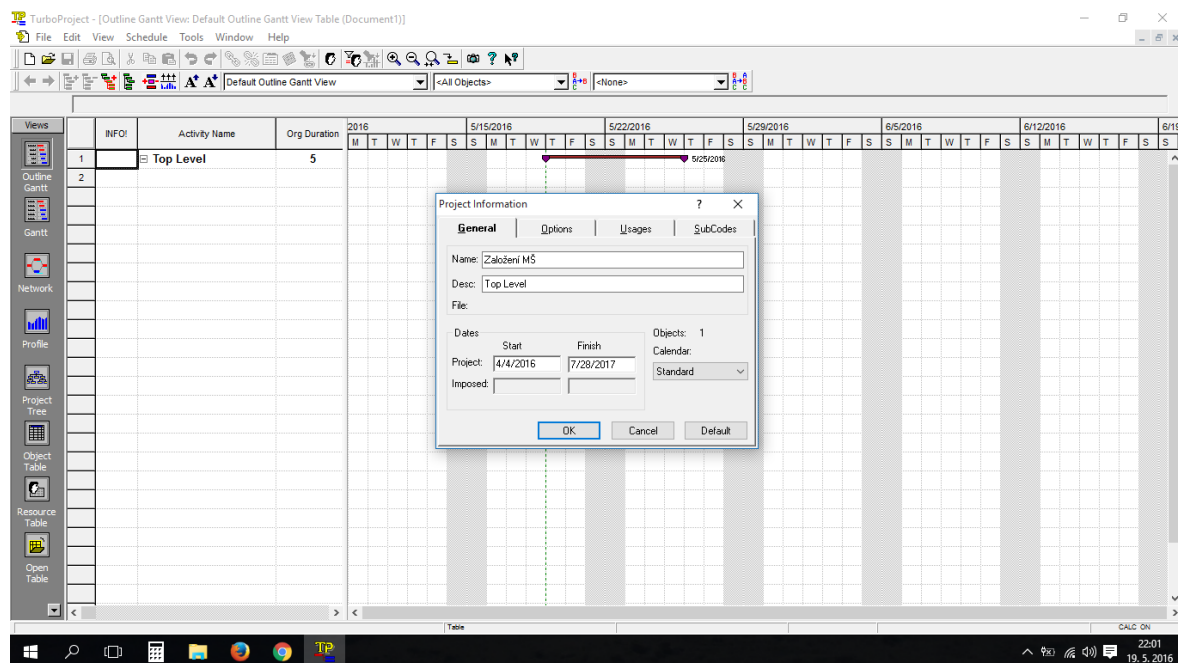 TurboProject - [Outline Gantt View: Default Outline Gantt View Table (Document1)]
File Edit View Schedule Tools Window Help
Default Outline Gantt View <All Objects> <None>
Views
INFO! Activity Name Org Duration
2016 5/15/2016 5/22/2016 5/29/2016 6/5/2016 6/12/2016 6/19
M T W T F S S M T W T F S S M T W T F S S M T W T F S S M T W T F S S M T W T F S S
1 Top Level 5 5/25/2016
2
Outline
Gantt
Gantt
Network
Profile
Project
Tree
Object
Table
Resource
Table
Open
Table
Project Information
General Options Usages SubCodes
Name: Založení MŠ
Desc: Top Level
File:
Dates
Start Finish
Project: 4/4/2016 7/28/2017
Imposed:
Objects: 1
Calendar:
Standard
OK Cancel Default
Table
CALC ON
TP
22:01
19. 5. 2016